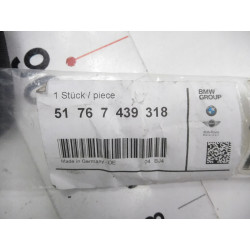 1 Stück / piece
BMW
GROUP
51 76 7 439 318
Made in Germany